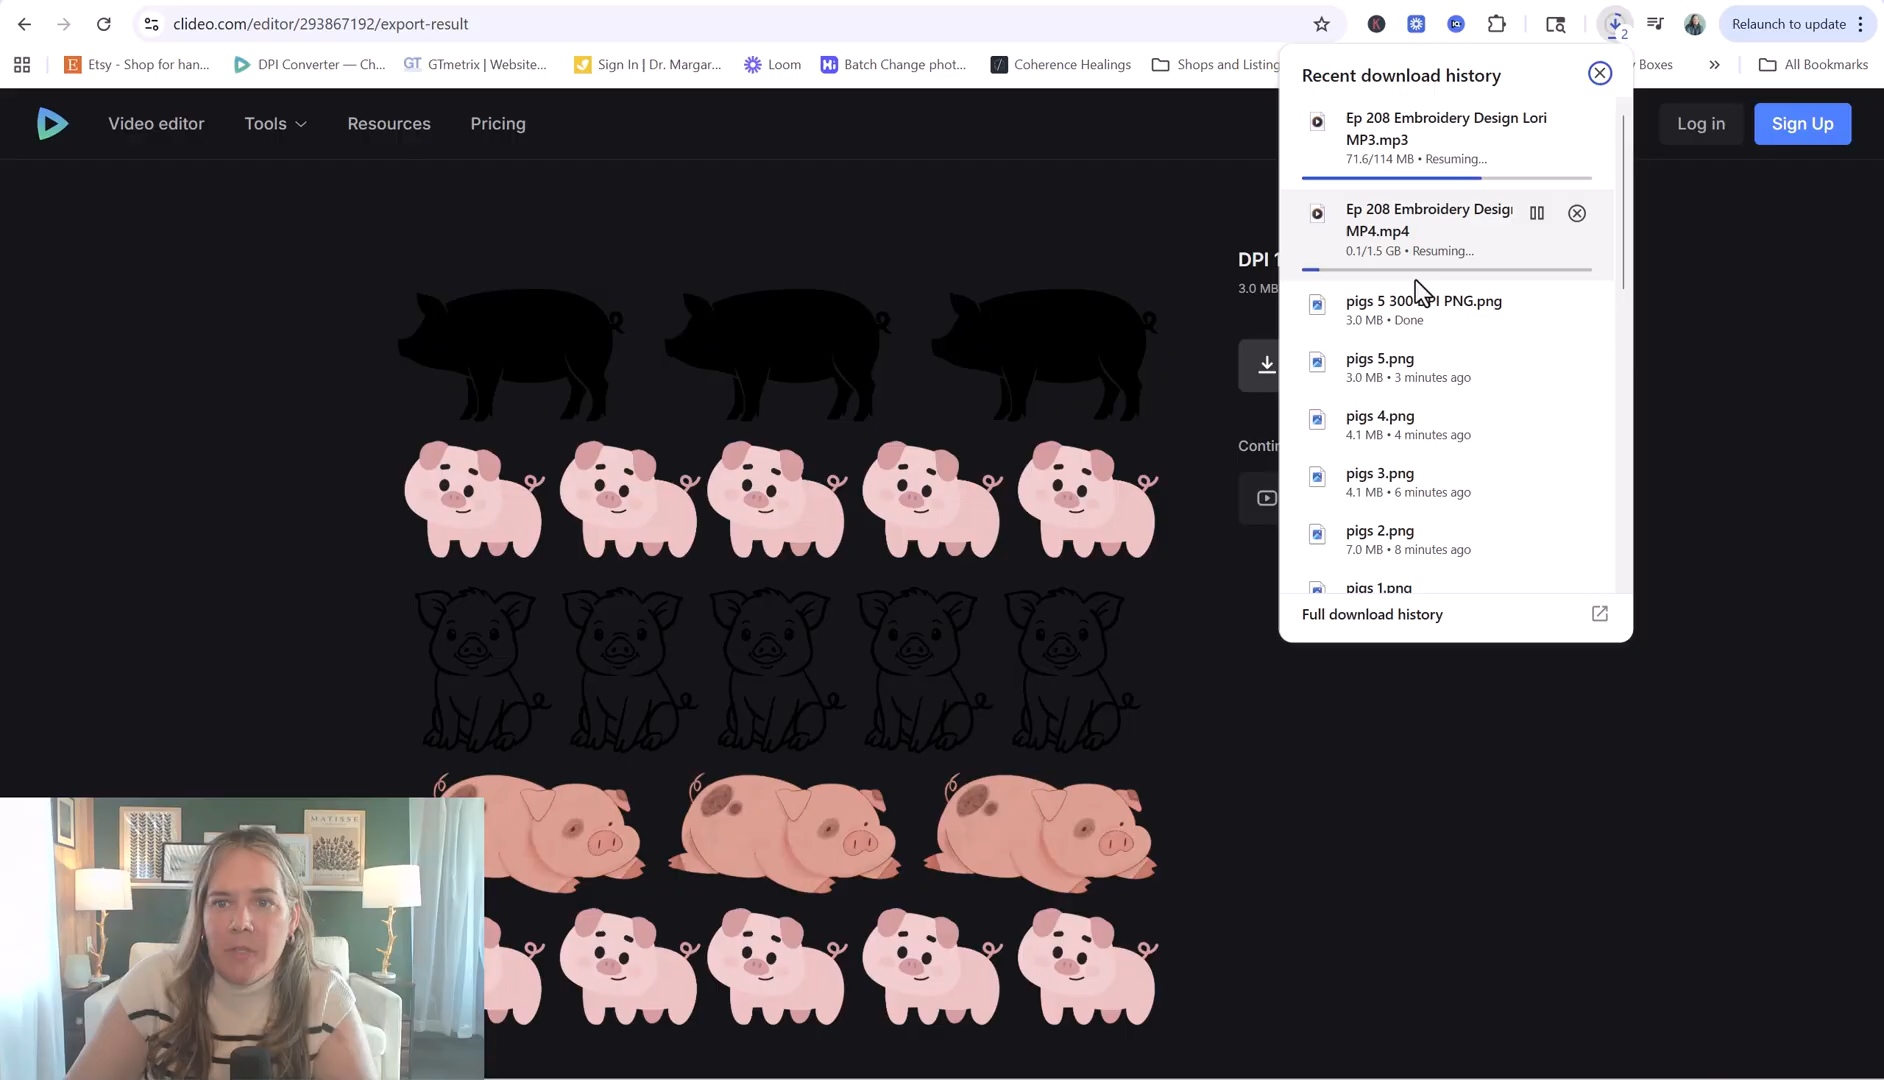 clideo.com/editor/293867192/export-result
2
Relaunch to update
Etsy - Shop for han...
DPI Converter — Ch...
GT
GTmetrix | Website...
Sign In | Dr. Margar...
Loom
Hi
Batch Change phot...
Coherence Healings
Shops and Listing
Boxes
All Bookmarks
Video editor
Tools
Resources
Pricing
Log in
Sign Up
Recent download history
Ep 208 Embroidery Design Lori
MP3.mp3
71.6/114 MB • Resuming...
Ep 208 Embroidery Desig
MP4.mp4
0.1/1.5 GB • Resuming...
pigs 5 300 DPI PNG.png
3.0 MB • Done
pigs 5.png
3.0 MB • 3 minutes ago
pigs 4.png
4.1 MB • 4 minutes ago
pigs 3.png
4.1 MB • 6 minutes ago
pigs 2.png
7.0 MB • 8 minutes ago
pigs 1.png
Full download history
DPI
3.0 MB
Contin
MATISSE